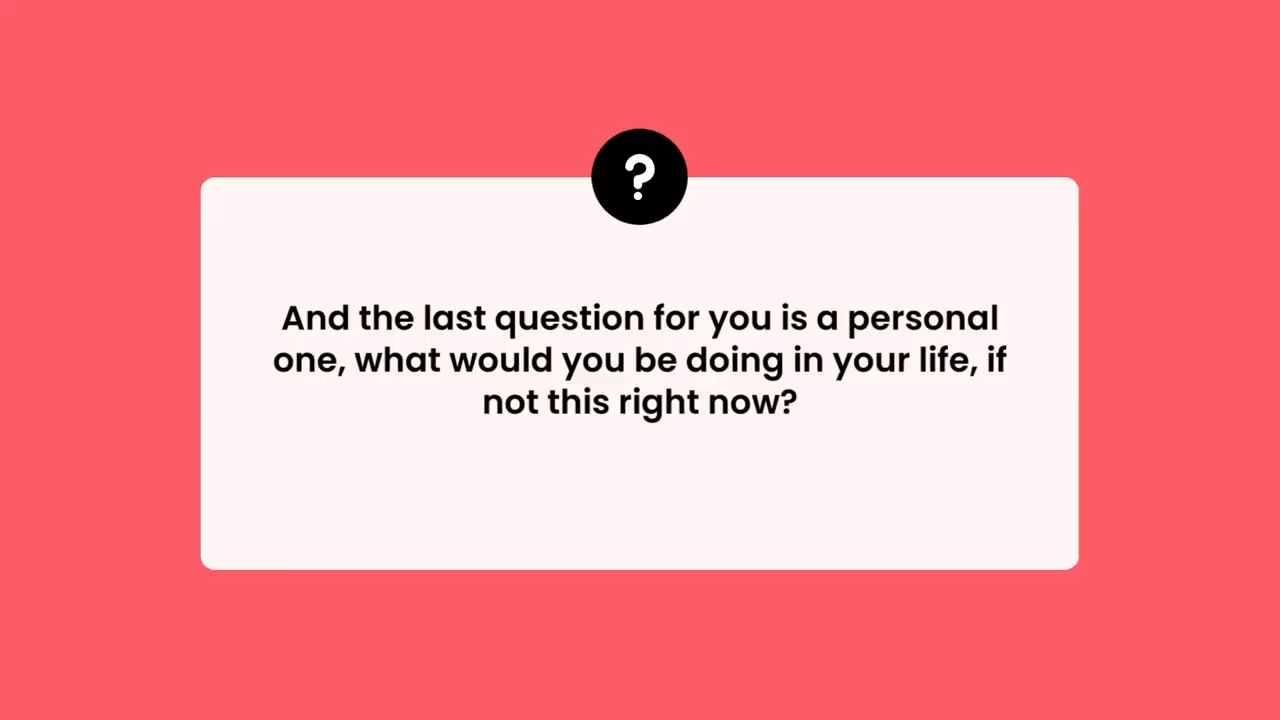 ?
And the last question for you is a personal
one, what would you be doing in your life, if
not this right now?